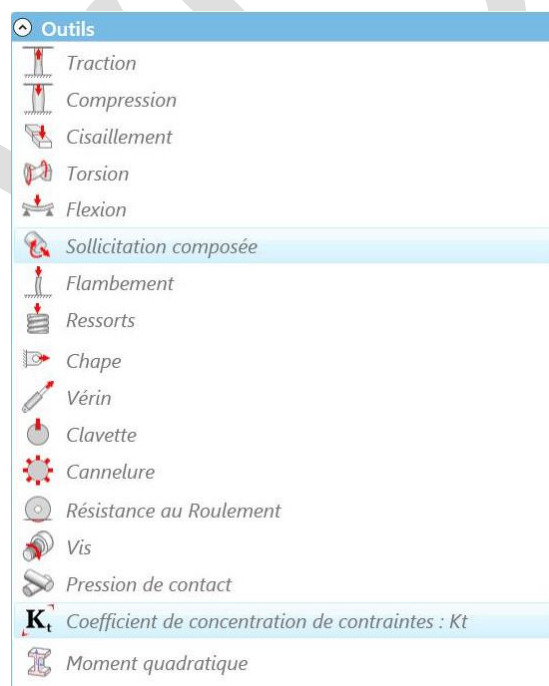 Outils
Traction
Compression
Cisaillement
Torsion
Flexion
Sollicitation composée
Flambement
Ressorts
Chape
Vérin
Clavette
Cannelure
Résistance au Roulement
Vis
Pression de contact
Kt Coefficient de concentration de contraintes : Kt
Moment quadratique